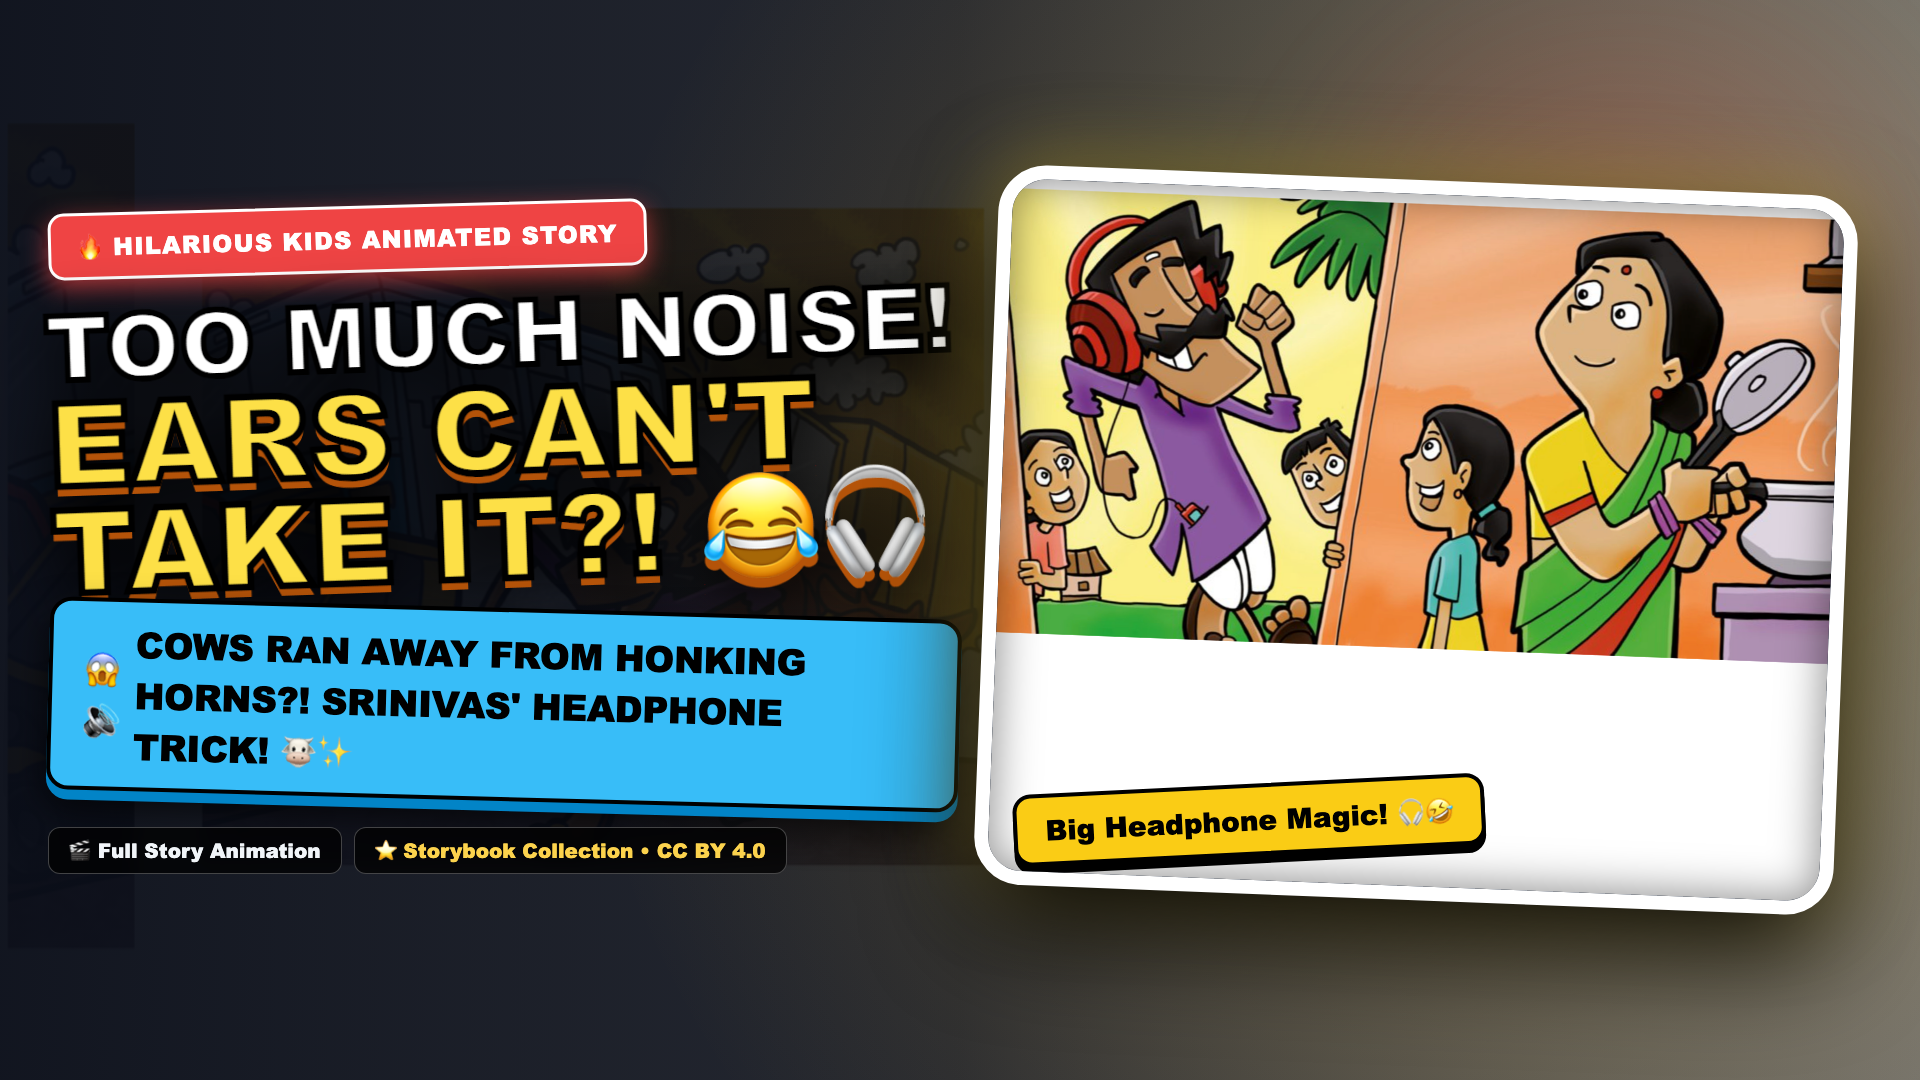 🔥 HILARIOUS KIDS ANIMATED STORY
TOO MUCH NOISE!
EARS CAN'T
TAKE IT?! 😂🎧
😱 COWS RAN AWAY FROM HONKING
🔊 HORNS?! SRINIVAS' HEADPHONE
TRICK! 🐮✨
🎬 Full Story Animation
⭐ Storybook Collection • CC BY 4.0
Big Headphone Magic! 🎧🤣